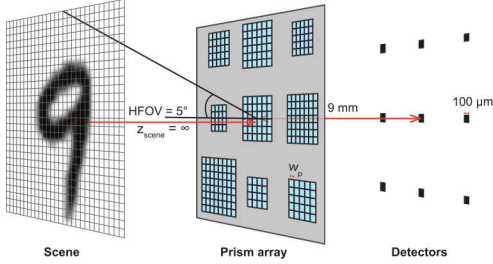 HFOV = 5°
z_scene = ∞
9 mm
100 µm
w_p
Scene
Prism array
Detectors